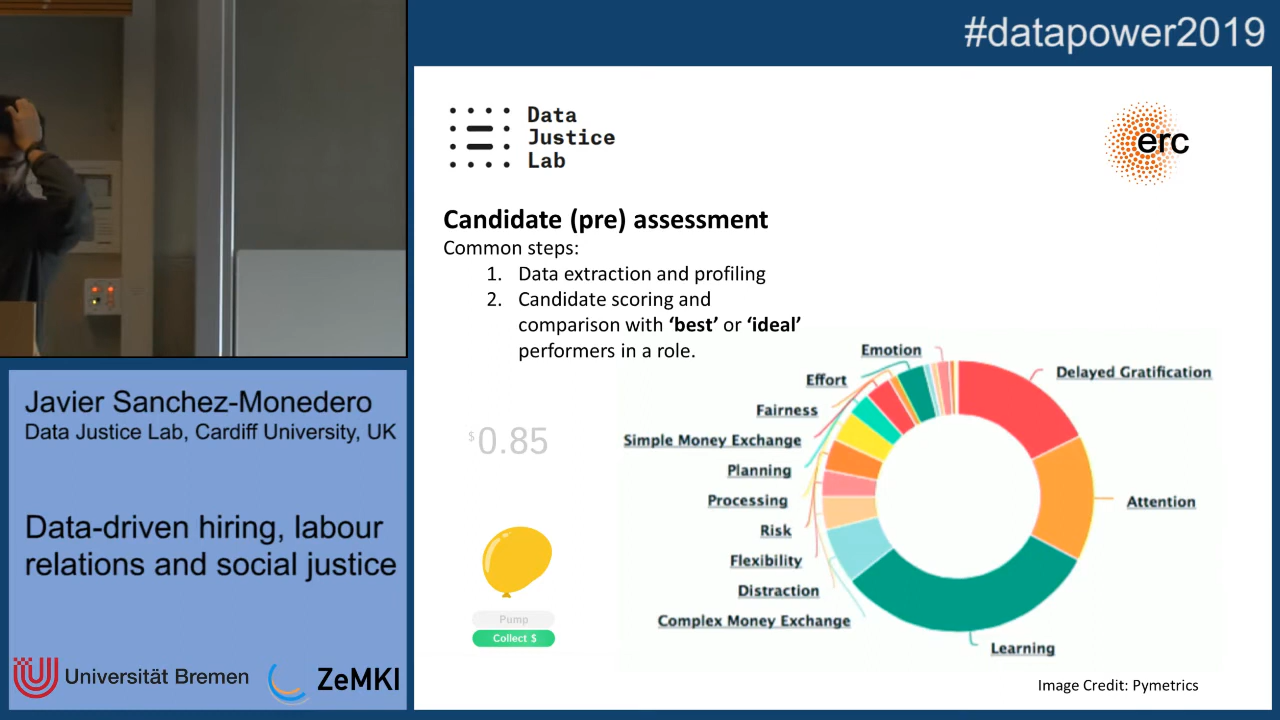 #datapower2019
Data
Justice
Lab
erc
Candidate (pre) assessment
Common steps:
1. Data extraction and profiling
2. Candidate scoring and
comparison with ‘best’ or ‘ideal’
performers in a role.
Emotion
Delayed Gratification
Effort
Fairness
Simple Money Exchange
$0.85
Planning
Processing
Attention
Risk
Flexibility
Distraction
Complex Money Exchange
Pump
Collect $
Learning
Image Credit: Pymetrics
Javier Sanchez-Monedero
Data Justice Lab, Cardiff University, UK
Data-driven hiring, labour
relations and social justice
Universität Bremen
ZeMKI